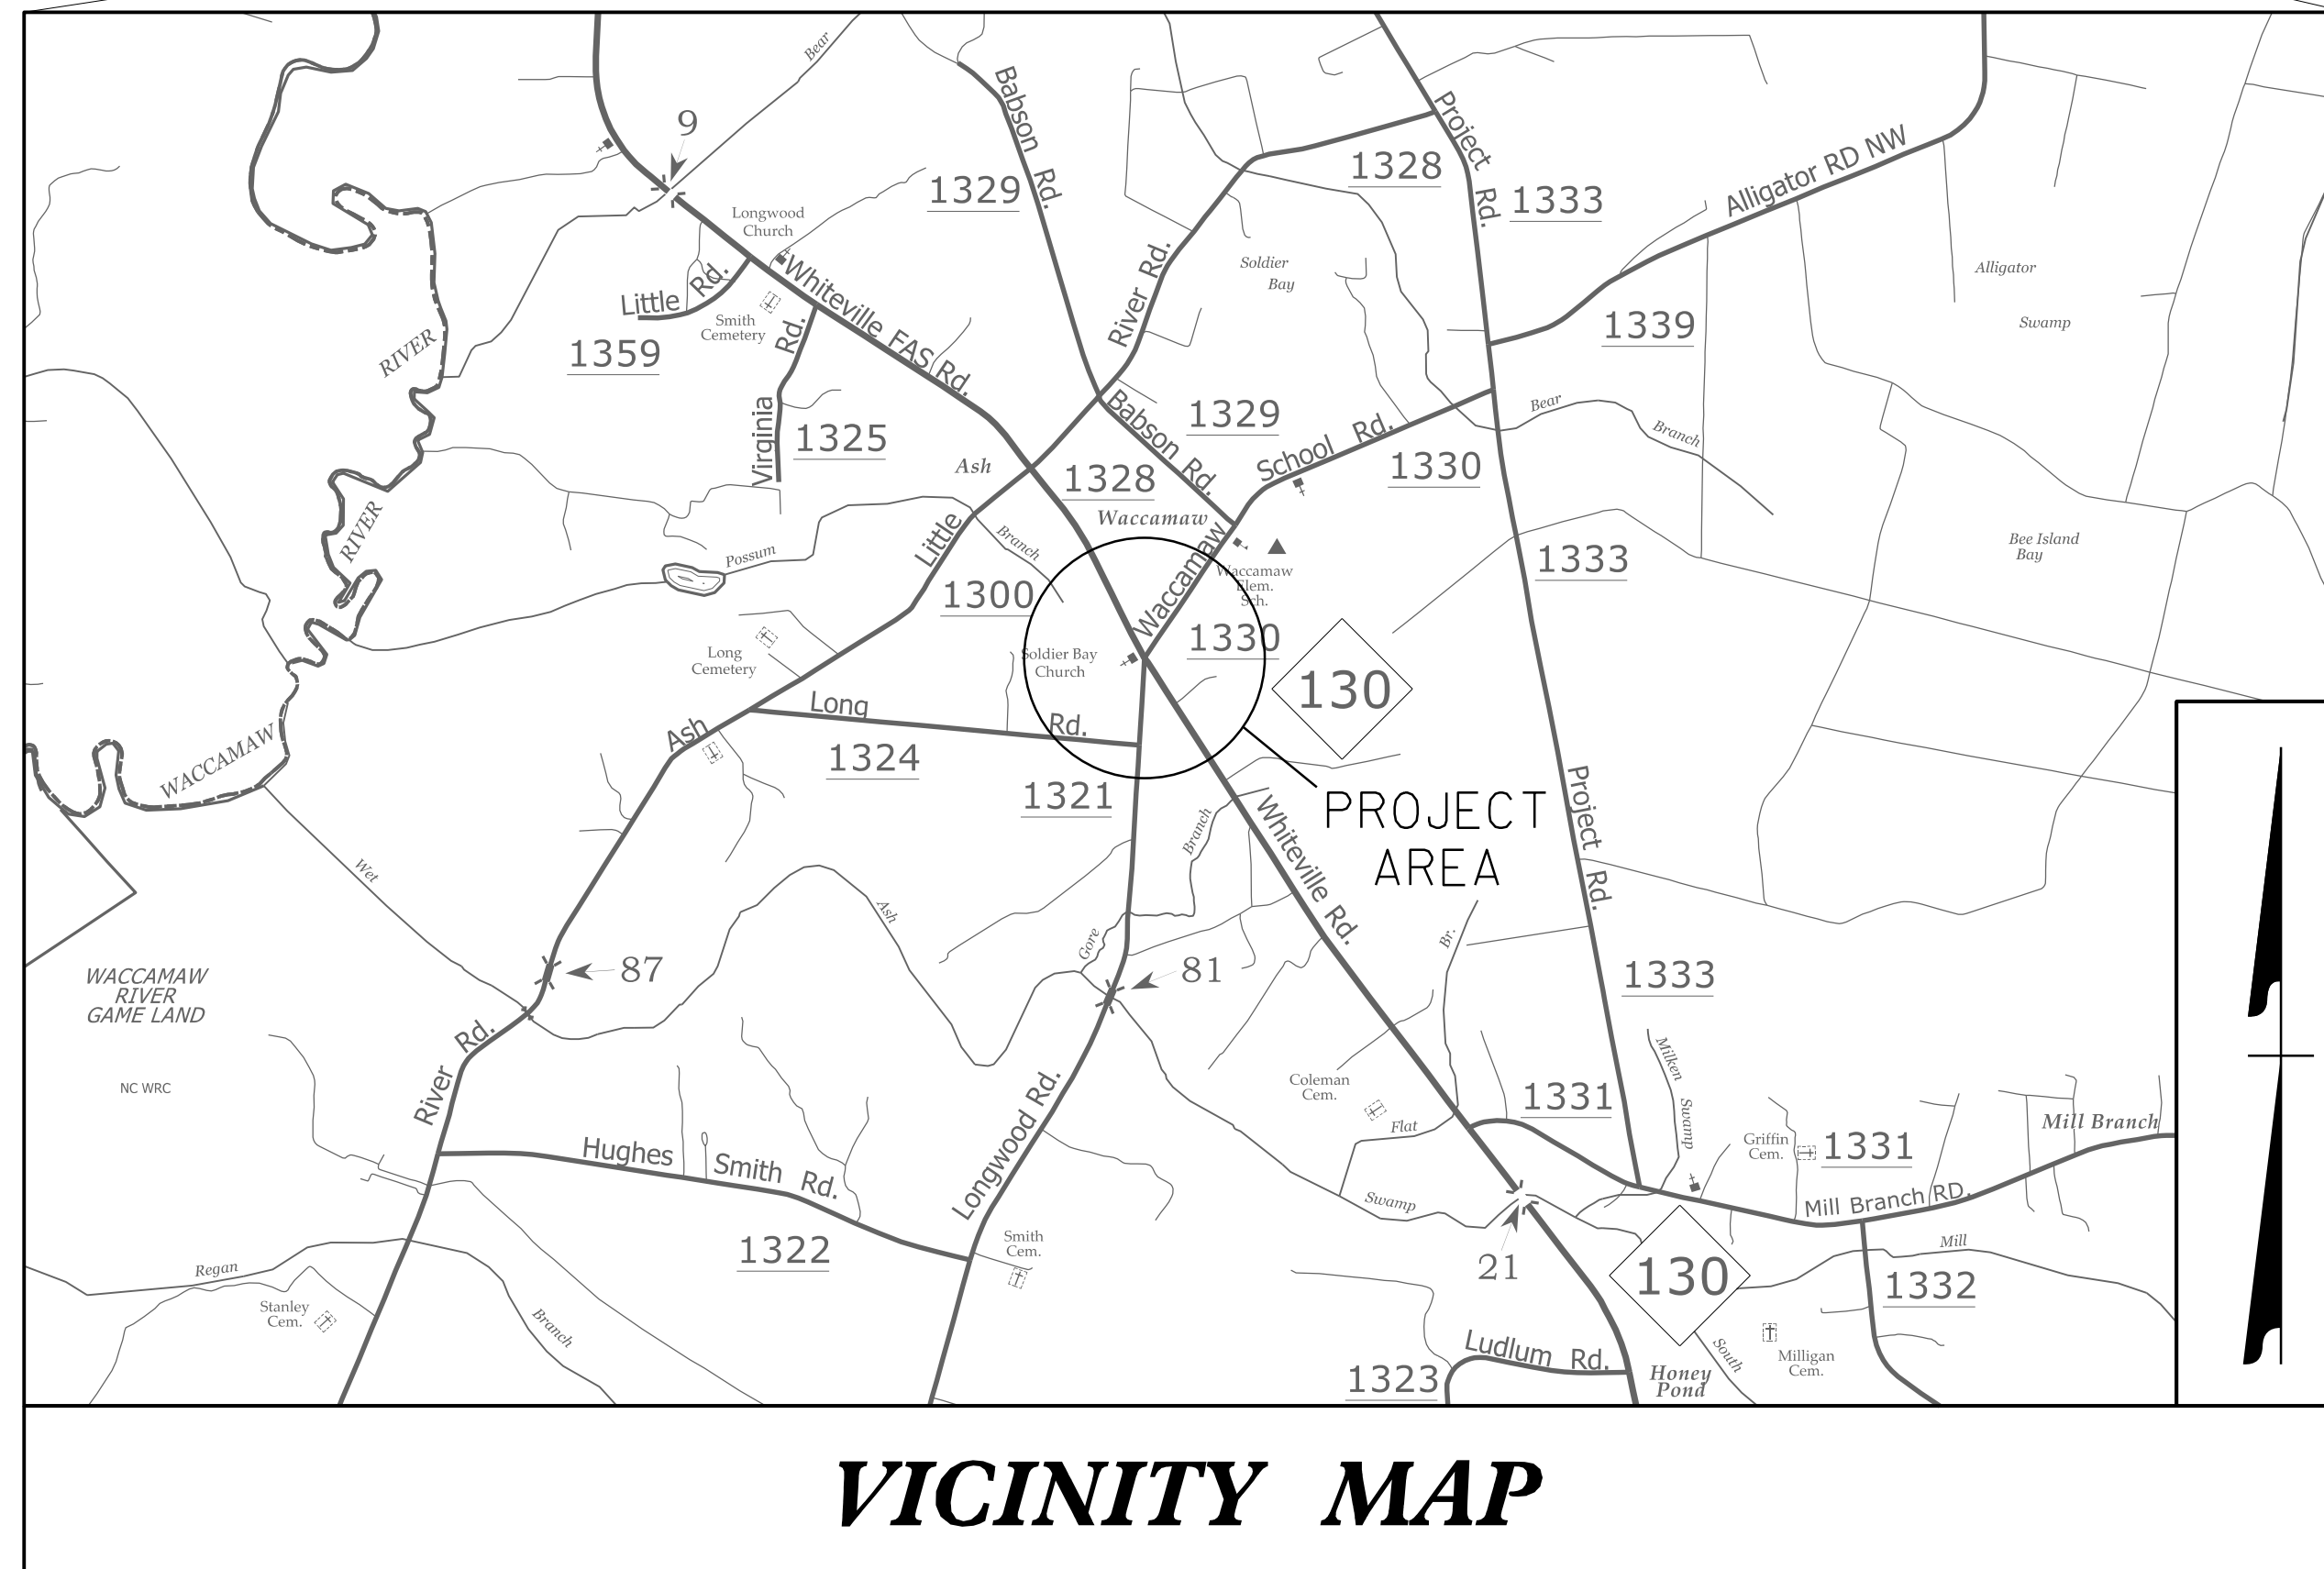 Bear
9
Babson Rd.
Project Rd.
1328
1329
1333
Alligator RD NW
Longwood
Church
Little Rd.
Whiteville FAS Rd.
River Rd.
Soldier
Bay
Alligator
Swamp
Smith
Cemetery
Rd.
Virginia
RIVER
1359
1339
1329
Babson Rd.
School Rd.
Bear
Branch
1325
Ash
1328
1330
Waccamaw
RIVER
Little
Branch
Possum
Waccamaw
Waccamaw
Elem.
Sch.
1333
Bee Island
Bay
1300
1330
Long
Cemetery
Soldier Bay
Church
130
Long Rd.
Ash
WACCAMAW
1324
1321
PROJECT
AREA
Whiteville Rd.
Project Rd.
Branch
Wet
Ash
Gore
Br.
87
81
1333
WACCAMAW
RIVER
GAME LAND
NC WRC
River Rd.
Longwood Rd.
Coleman
Cem.
Flat
1331
Milken Swamp
Griffin
Cem.
1331
Mill Branch
Hughes Smith Rd.
Swamp
Mill Branch RD.
1322
Smith
Cem.
21
130
Mill
1332
Regan
Branch
Stanley
Cem.
Ludlum Rd.
1323
Honey
Pond
South
Milligan
Cem.
VICINITY MAP